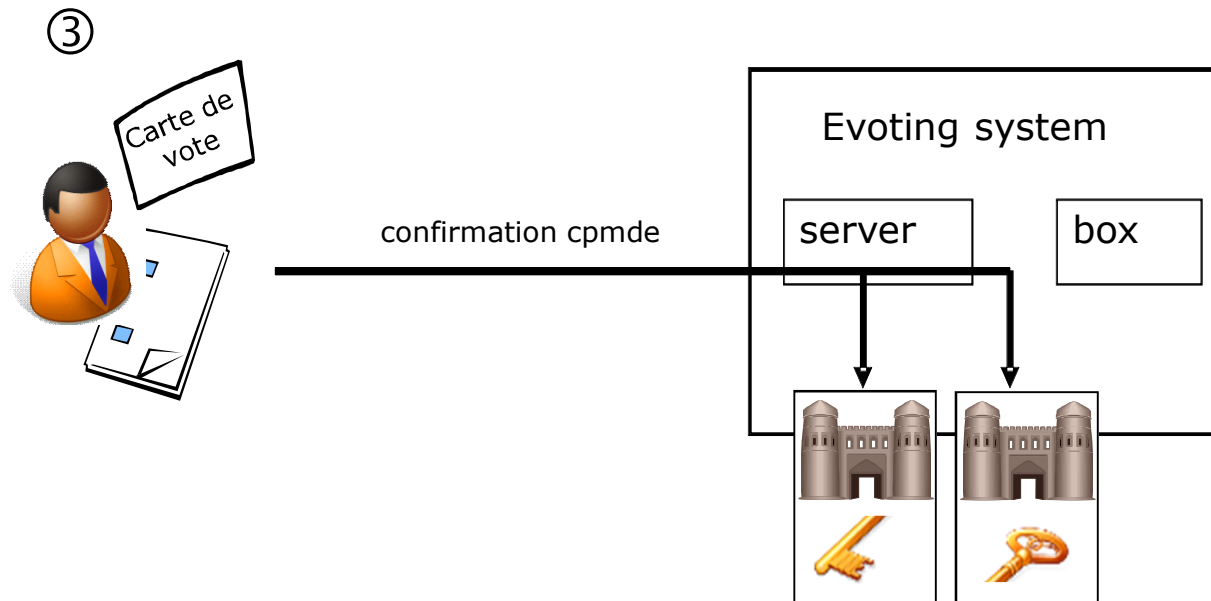 ③
Carte de
vote
Evoting system
confirmation cpmde
server
box